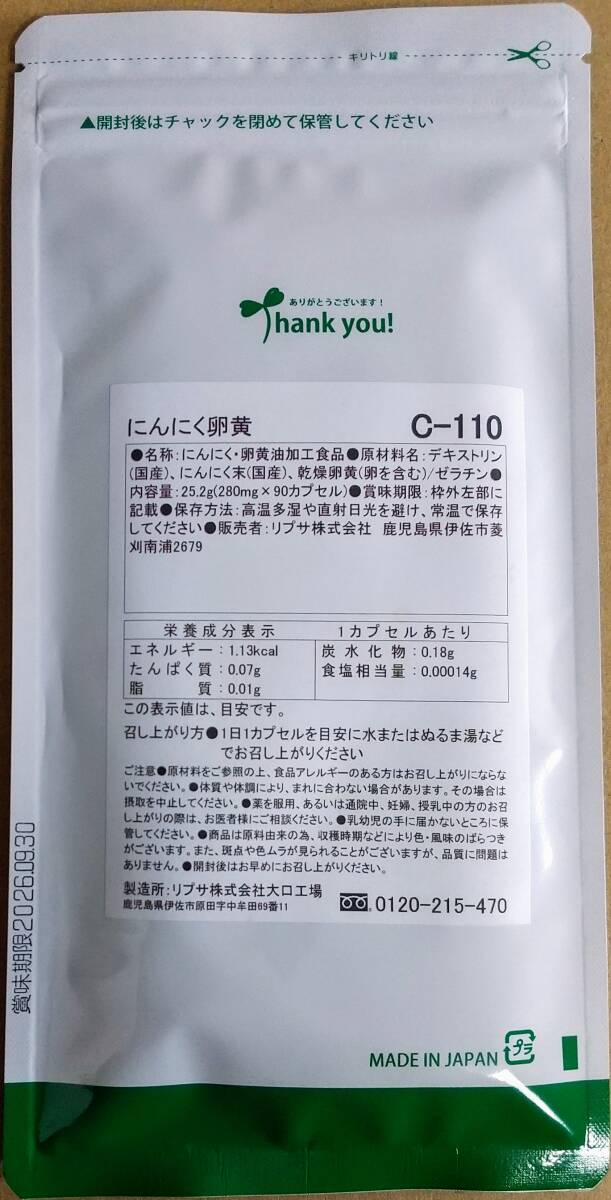 キリトリ線
▲開封後はチャックを閉めて保管してください
ありがとうございます!
Thank you!
にんにく卵黄 C-110
●名称:にんにく・卵黄油加工食品●原材料名:デキストリン
(国産)、にんにく末(国産)、乾燥卵黄(卵を含む)/ゼラチン●
内容量:25.2g(280mg×90カプセル)●賞味期限:枠外左部に
記載●保存方法:高温多湿や直射日光を避け、常温で保存
してください●販売者:リプサ株式会社 鹿児島県伊佐市菱
刈南浦2679
栄養成分表示 1カプセルあたり
エネルギー:1.13kcal 炭水化物:0.18g
たんぱく質:0.07g 食塩相当量:0.00014g
脂質:0.01g
この表示値は、目安です。
召し上がり方●1日1カプセルを目安に水またはぬるま湯など
でお召し上がりください
ご注意●原材料をご参照の上、食品アレルギーのある方はお召し上がりになら
ないでください。●体質や体調により、まれに合わない場合があります。その場合は
摂取を中止してください。●薬を服用、あるいは通院中、妊婦、授乳中の方のお召
し上がりの際は、お医者様にご相談ください。●乳幼児の手に届かないところに保
管してください。●商品は原料由来の為、収穫時期などにより色・風味のばらつき
がございます。また、斑点や色ムラが見られることがございますが、品質に問題は
ありません。●開封後はお早めにお召し上がりください。
製造所:リプサ株式会社大口工場
鹿児島県伊佐市原田字中牟田69番11 0120-215-470
賞味期限2026.09.30
MADE IN JAPAN プラ